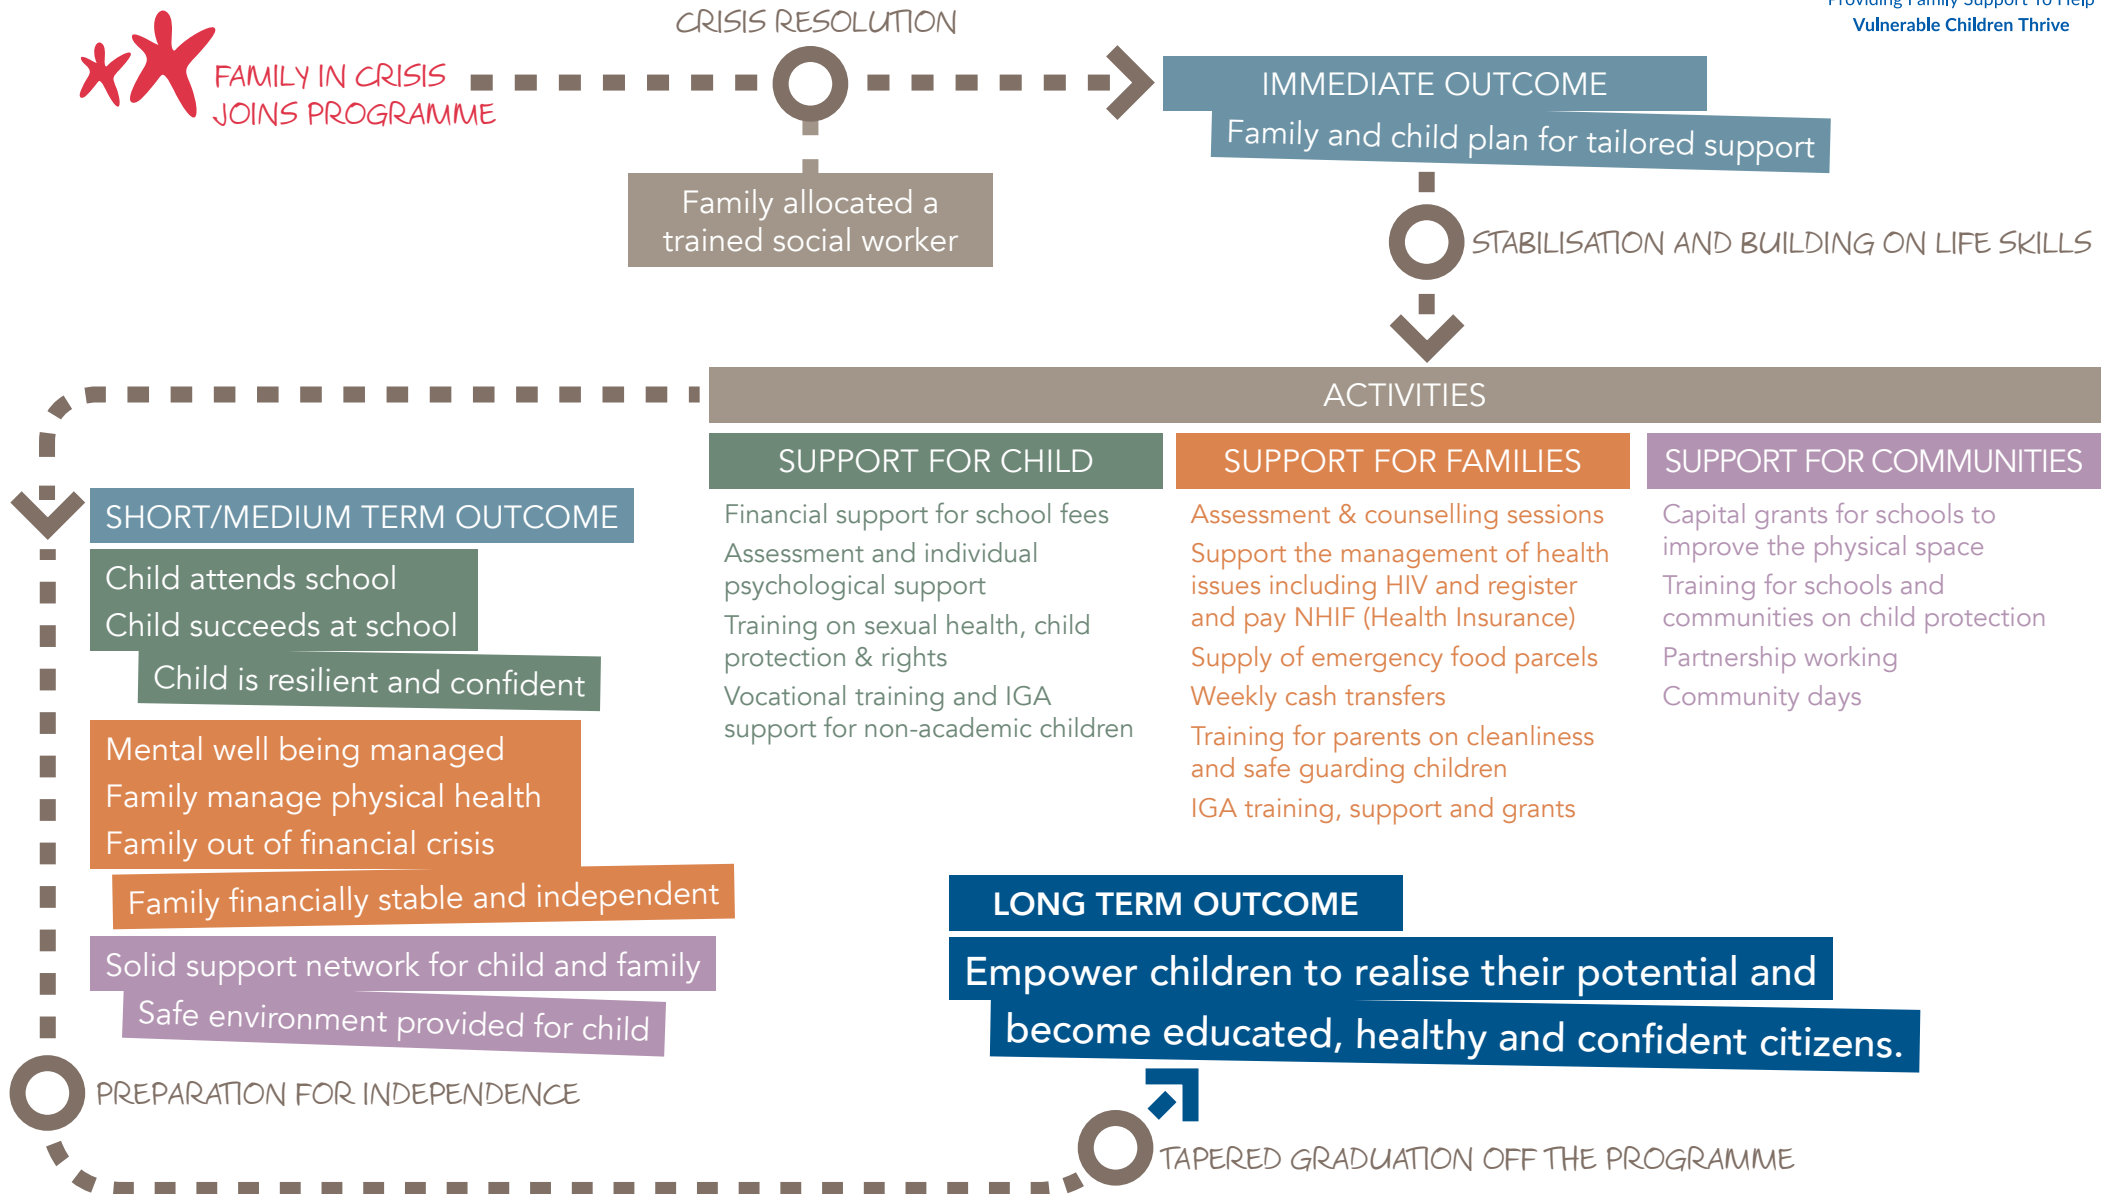 Providing Family Support To Help
Vulnerable Children Thrive
CRISIS RESOLUTION
FAMILY IN CRISIS
JOINS PROGRAMME
IMMEDIATE OUTCOME
Family and child plan for tailored support
Family allocated a
trained social worker
STABILISATION AND BUILDING ON LIFE SKILLS
ACTIVITIES
SUPPORT FOR CHILD
Financial support for school fees
Assessment and individual
psychological support
Training on sexual health, child
protection & rights
Vocational training and IGA
support for non-academic children
SUPPORT FOR FAMILIES
Assessment & counselling sessions
Support the management of health
issues including HIV and register
and pay NHIF (Health Insurance)
Supply of emergency food parcels
Weekly cash transfers
Training for parents on cleanliness
and safe guarding children
IGA training, support and grants
SUPPORT FOR COMMUNITIES
Capital grants for schools to
improve the physical space
Training for schools and
communities on child protection
Partnership working
Community days
SHORT/MEDIUM TERM OUTCOME
Child attends school
Child succeeds at school
Child is resilient and confident
Mental well being managed
Family manage physical health
Family out of financial crisis
Family financially stable and independent
Solid support network for child and family
Safe environment provided for child
PREPARATION FOR INDEPENDENCE
LONG TERM OUTCOME
Empower children to realise their potential and
become educated, healthy and confident citizens.
TAPERED GRADUATION OFF THE PROGRAMME